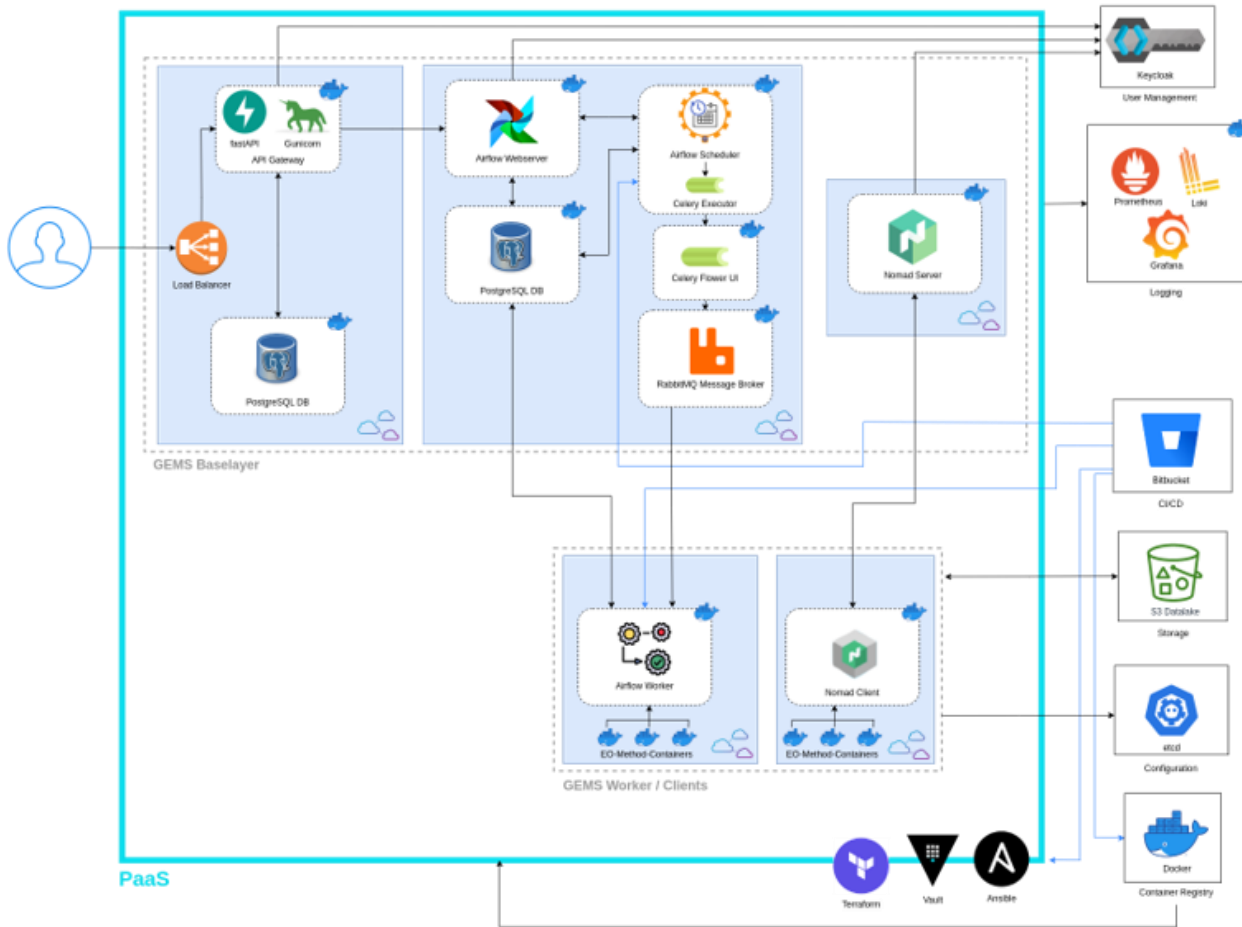 Keycloak
User Management
fastAPI
Gunicorn
API Gateway
Airflow Webserver
Airflow Scheduler
Celery Executor
Prometheus
Loki
Grafana
Logging
Load Balancer
PostgreSQL DB
Celery Flower UI
Nomad Server
PostgreSQL DB
RabbitMQ Message Broker
GEMS Baselayer
Bitbucket
CI/CD
S3 Datalake
Storage
Airflow Worker
Nomad Client
EO-Method-Containers
EO-Method-Containers
etcd
Configuration
GEMS Worker / Clients
Docker
Container Registry
PaaS
Terraform
Vault
Ansible